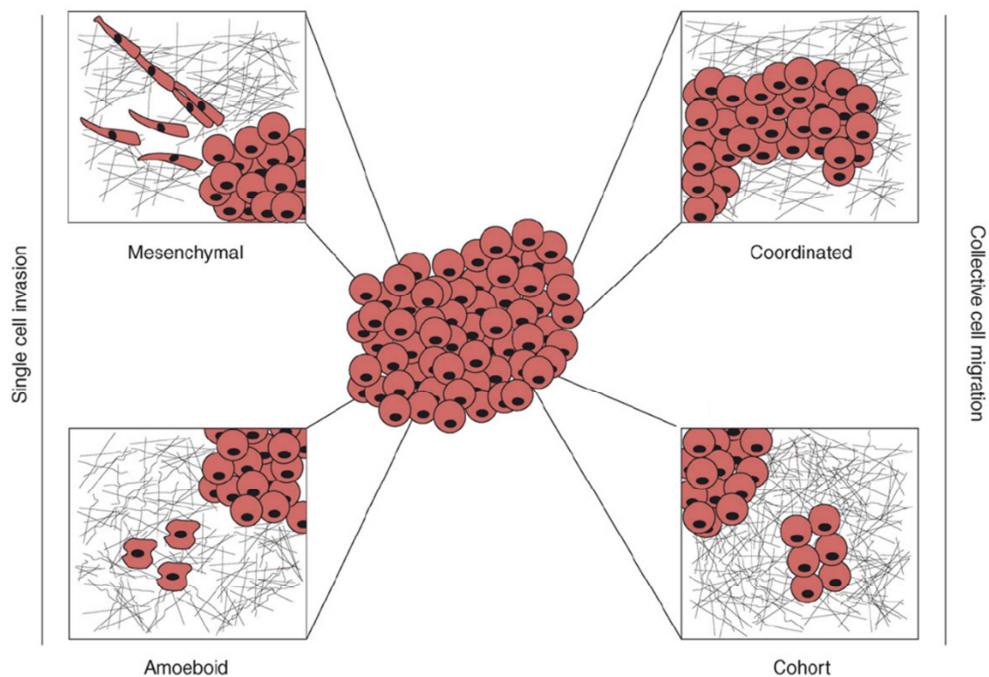 Mesenchymal
Coordinated
Single cell invasion
Collective cell migration
Amoeboid
Cohort